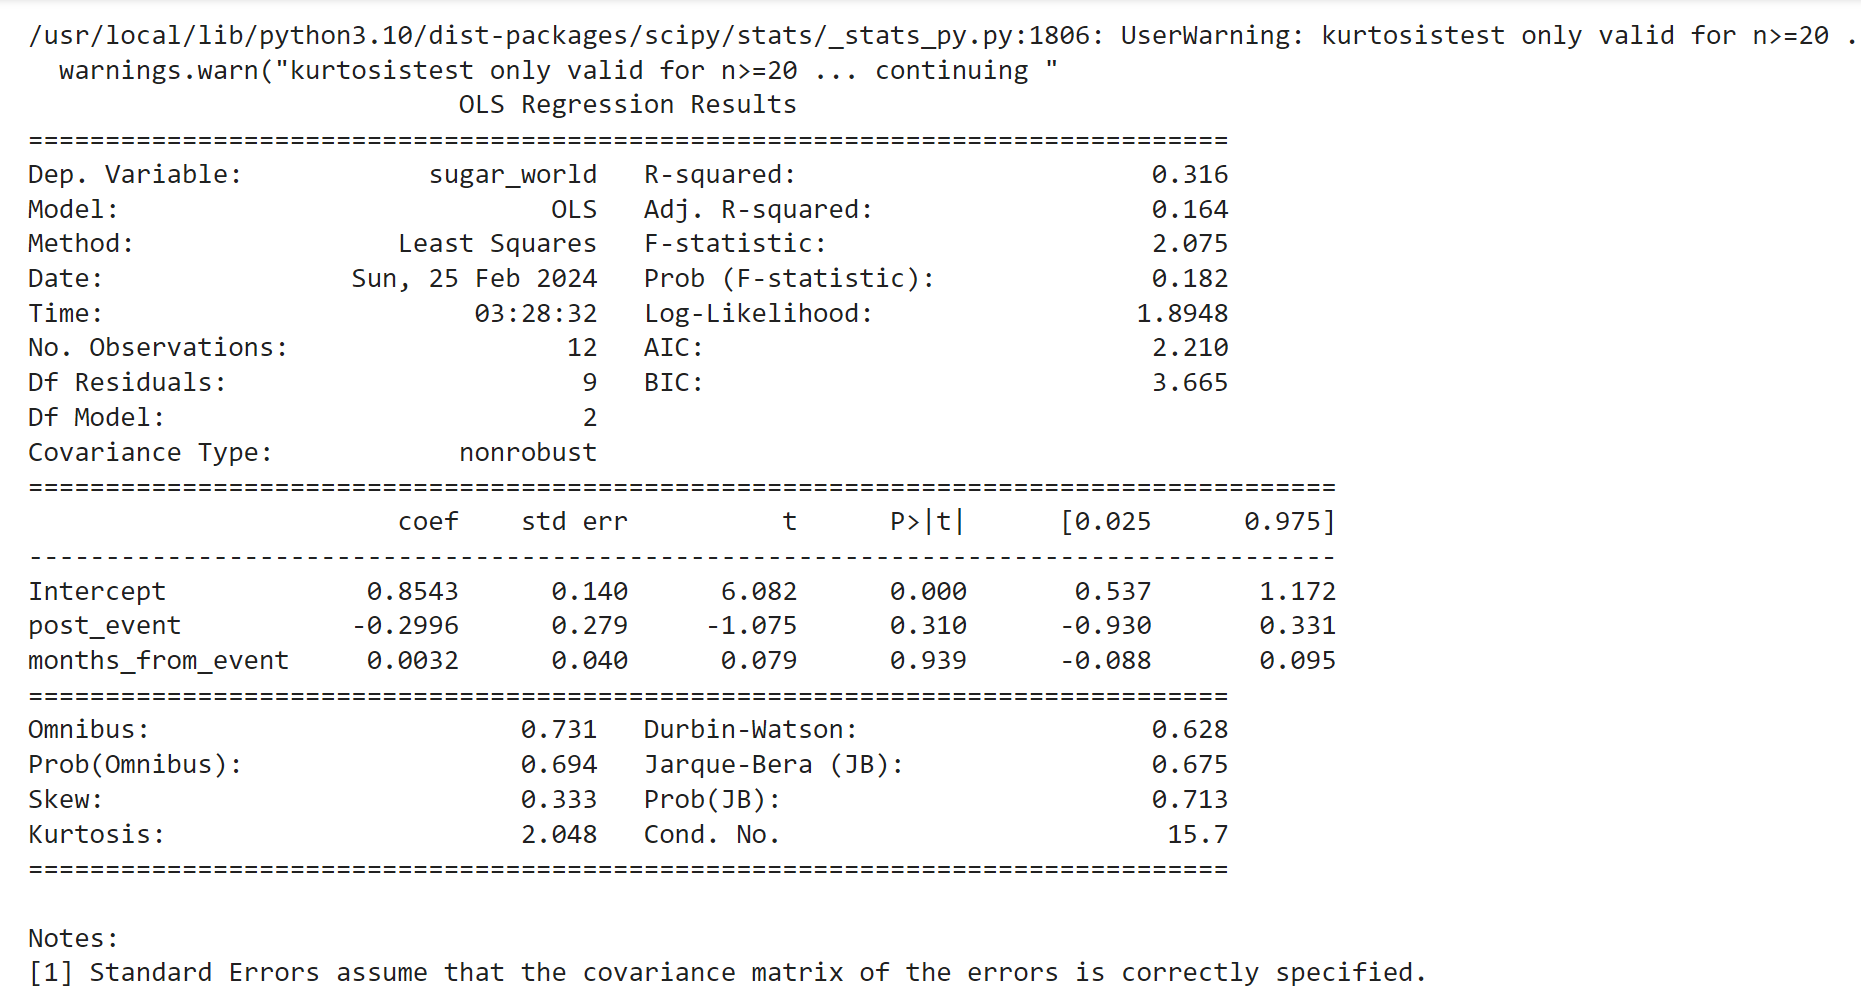 /usr/local/lib/python3.10/dist-packages/scipy/stats/_stats_py.py:1806: UserWarning: kurtosistest only valid for n>=20 .
  warnings.warn("kurtosistest only valid for n>=20 ... continuing "
                            OLS Regression Results
==============================================================================
Dep. Variable:            sugar_world   R-squared:                       0.316
Model:                            OLS   Adj. R-squared:                  0.164
Method:                 Least Squares   F-statistic:                     2.075
Date:                Sun, 25 Feb 2024   Prob (F-statistic):              0.182
Time:                        03:28:32   Log-Likelihood:                 1.8948
No. Observations:                  12   AIC:                             2.210
Df Residuals:                       9   BIC:                             3.665
Df Model:                           2
Covariance Type:            nonrobust
=====================================================================================
                        coef    std err          t      P>|t|      [0.025      0.975]
-------------------------------------------------------------------------------------
Intercept             0.8543      0.140      6.082      0.000       0.537       1.172
post_event           -0.2996      0.279     -1.075      0.310      -0.930       0.331
months_from_event     0.0032      0.040      0.079      0.939      -0.088       0.095
==============================================================================
Omnibus:                        0.731   Durbin-Watson:                   0.628
Prob(Omnibus):                  0.694   Jarque-Bera (JB):                0.675
Skew:                           0.333   Prob(JB):                        0.713
Kurtosis:                       2.048   Cond. No.                         15.7
==============================================================================

Notes:
[1] Standard Errors assume that the covariance matrix of the errors is correctly specified.